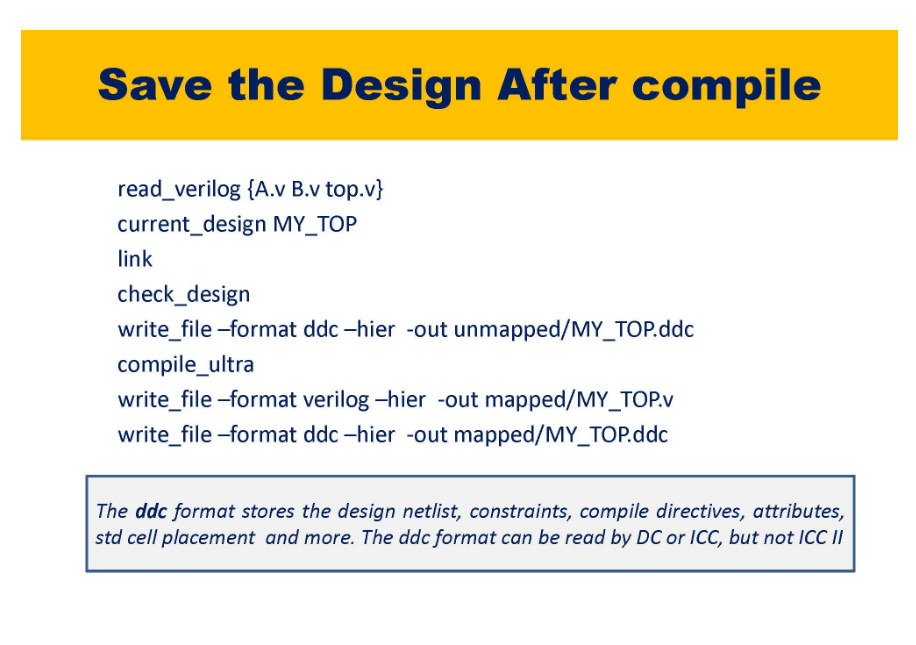 Save the Design After compile
read_verilog {A.v B.v top.v}
current_design MY_TOP
link
check_design
write_file –format ddc –hier  -out unmapped/MY_TOP.ddc
compile_ultra
write_file –format verilog –hier  -out mapped/MY_TOP.v
write_file –format ddc –hier  -out mapped/MY_TOP.ddc
The ddc format stores the design netlist, constraints, compile directives, attributes,
std cell placement  and more. The ddc format can be read by DC or ICC, but not ICC II